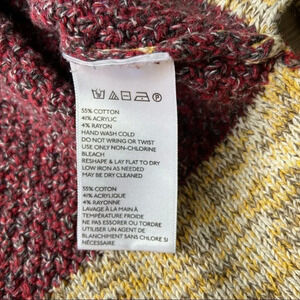 55% COTTON
41% ACRYLIC
4% RAYON
HAND WASH COLD
DO NOT WRING OR TWIST
USE ONLY NON-CHLORINE
BLEACH
RESHAPE & LAY FLAT TO DRY
LOW IRON AS NEEDED
MAY BE DRY CLEANED
55% COTON
41% ACRYLIQUE
4% RAYONNE
LAVAGE À LA MAIN À
TEMPÉRATURE FROIDE
NE PAS ESSORER OU TORDRE
UTILISER UN AGENT DE
BLANCHIMENT SANS CHLORE SI
NÉCESSAIRE